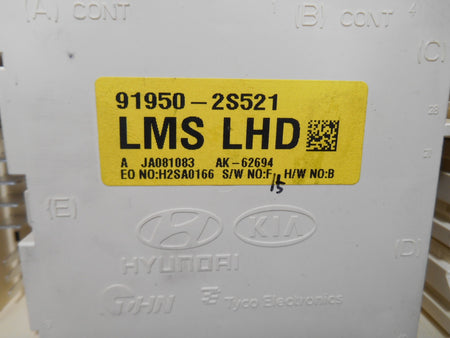 (A) CONT (B) CONT
(C)
91950-2S521
LMS LHD
A JA081083 AK-62694
EO NO:H2SA0166 S/W NO:F H/W NO:B
15
(E)
KIA
(D)
HYUNDAI
Tyco Electronics